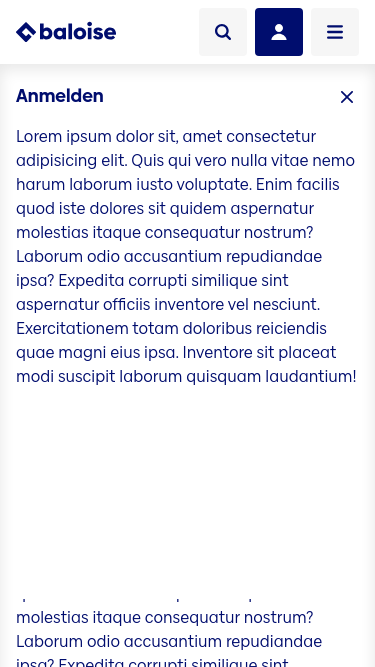 baloise
Anmelden
Lorem ipsum dolor sit, amet consectetur
adipisicing elit. Quis qui vero nulla vitae nemo
harum laborum iusto voluptate. Enim facilis
quod iste dolores sit quidem aspernatur
molestias itaque consequatur nostrum?
Laborum odio accusantium repudiandae
ipsa? Expedita corrupti similique sint
aspernatur officiis inventore vel nesciunt.
Exercitationem totam doloribus reiciendis
quae magni eius ipsa. Inventore sit placeat
modi suscipit laborum quisquam laudantium!
molestias itaque consequatur nostrum?
Laborum odio accusantium repudiandae
ipsa? Expedita corrupti similique sint